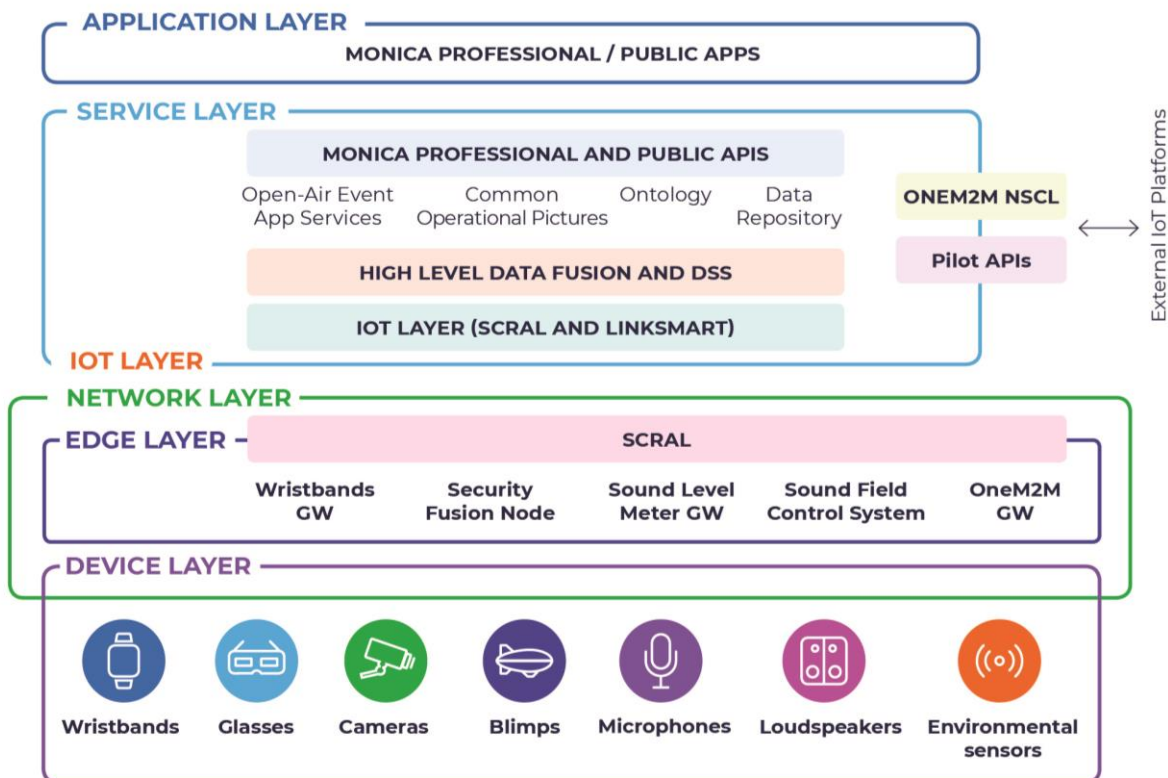 APPLICATION LAYER
MONICA PROFESSIONAL / PUBLIC APPS
SERVICE LAYER
MONICA PROFESSIONAL AND PUBLIC APIS
Open-Air Event
App Services
Common
Operational Pictures
Ontology
Data
Repository
ONEM2M NSCL
Pilot APIs
External IoT Platforms
HIGH LEVEL DATA FUSION AND DSS
IOT LAYER (SCRAL AND LINKSMART)
IOT LAYER
NETWORK LAYER
EDGE LAYER
SCRAL
Wristbands
GW
Security
Fusion Node
Sound Level
Meter GW
Sound Field
Control System
OneM2M
GW
DEVICE LAYER
Wristbands
Glasses
Cameras
Blimps
Microphones
Loudspeakers
Environmental
sensors